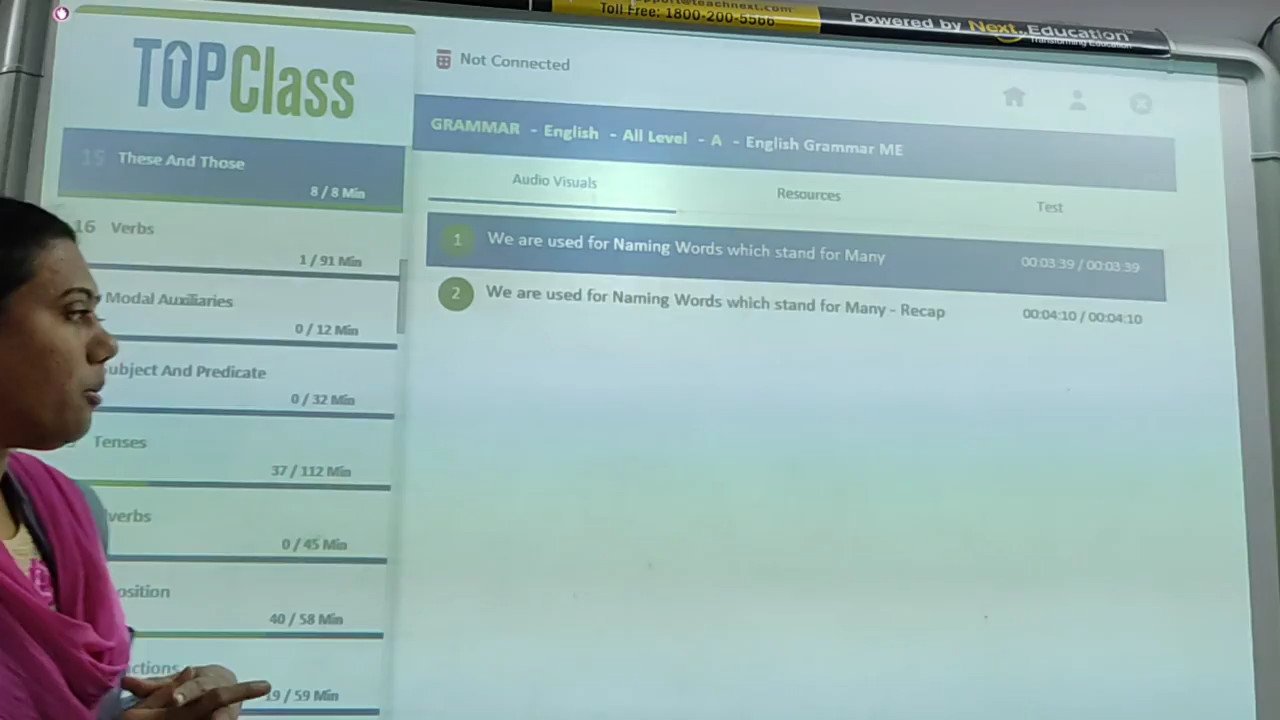 Toll Free: 1800-200-5566
Powered by Next Education
Transforming Education
TOPClass
Not Connected
GRAMMAR - English - All Level - A - English Grammar ME
Audio Visuals
Resources
Test
1 We are used for Naming Words which stand for Many 00:03:39 / 00:03:39
2 We are used for Naming Words which stand for Many - Recap 00:04:10 / 00:04:10
15 These And Those
8 / 8 Min
16 Verbs
1 / 91 Min
Modal Auxiliaries
0 / 12 Min
ubject And Predicate
0 / 32 Min
Tenses
37 / 112 Min
verbs
0 / 45 Min
osition
40 / 58 Min
ctions
19 / 59 Min